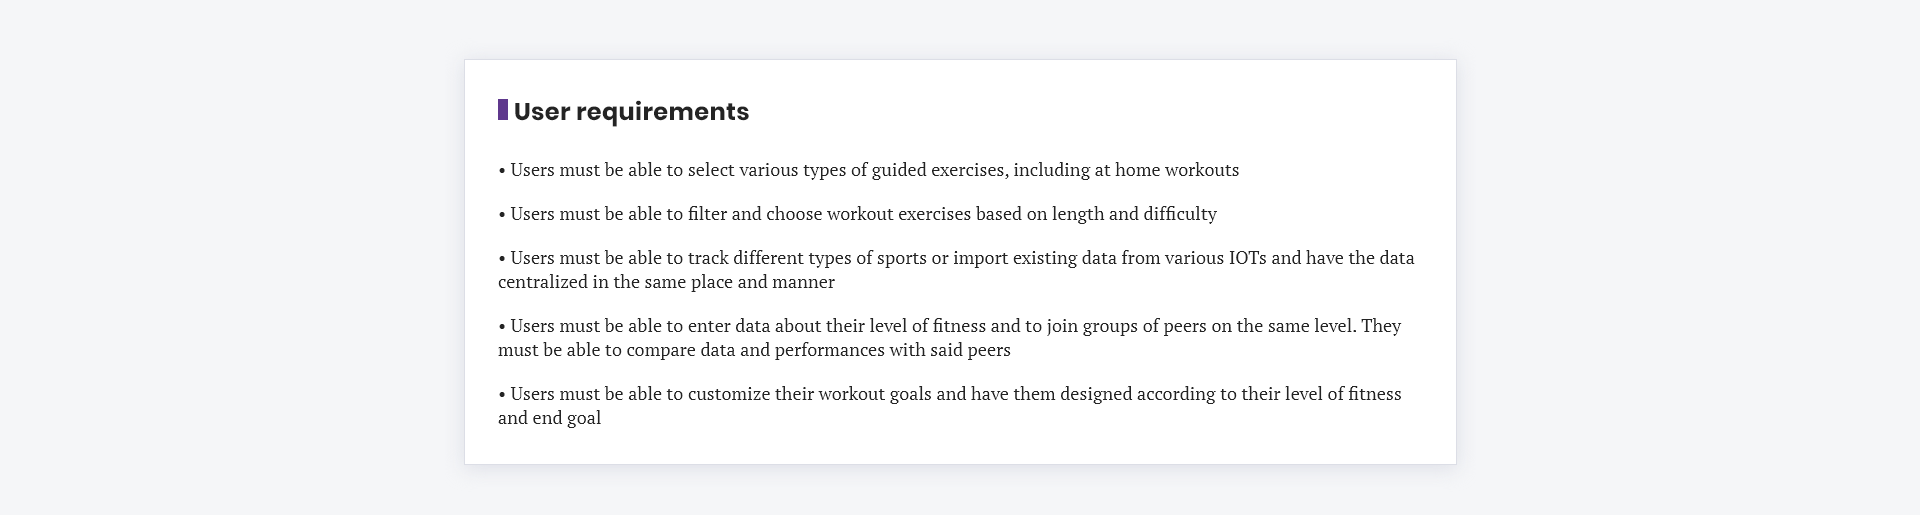 User requirements
• Users must be able to select various types of guided exercises, including at home workouts
• Users must be able to filter and choose workout exercises based on length and difficulty
• Users must be able to track different types of sports or import existing data from various IOTs and have the data
centralized in the same place and manner
• Users must be able to enter data about their level of fitness and to join groups of peers on the same level. They
must be able to compare data and performances with said peers
• Users must be able to customize their workout goals and have them designed according to their level of fitness
and end goal